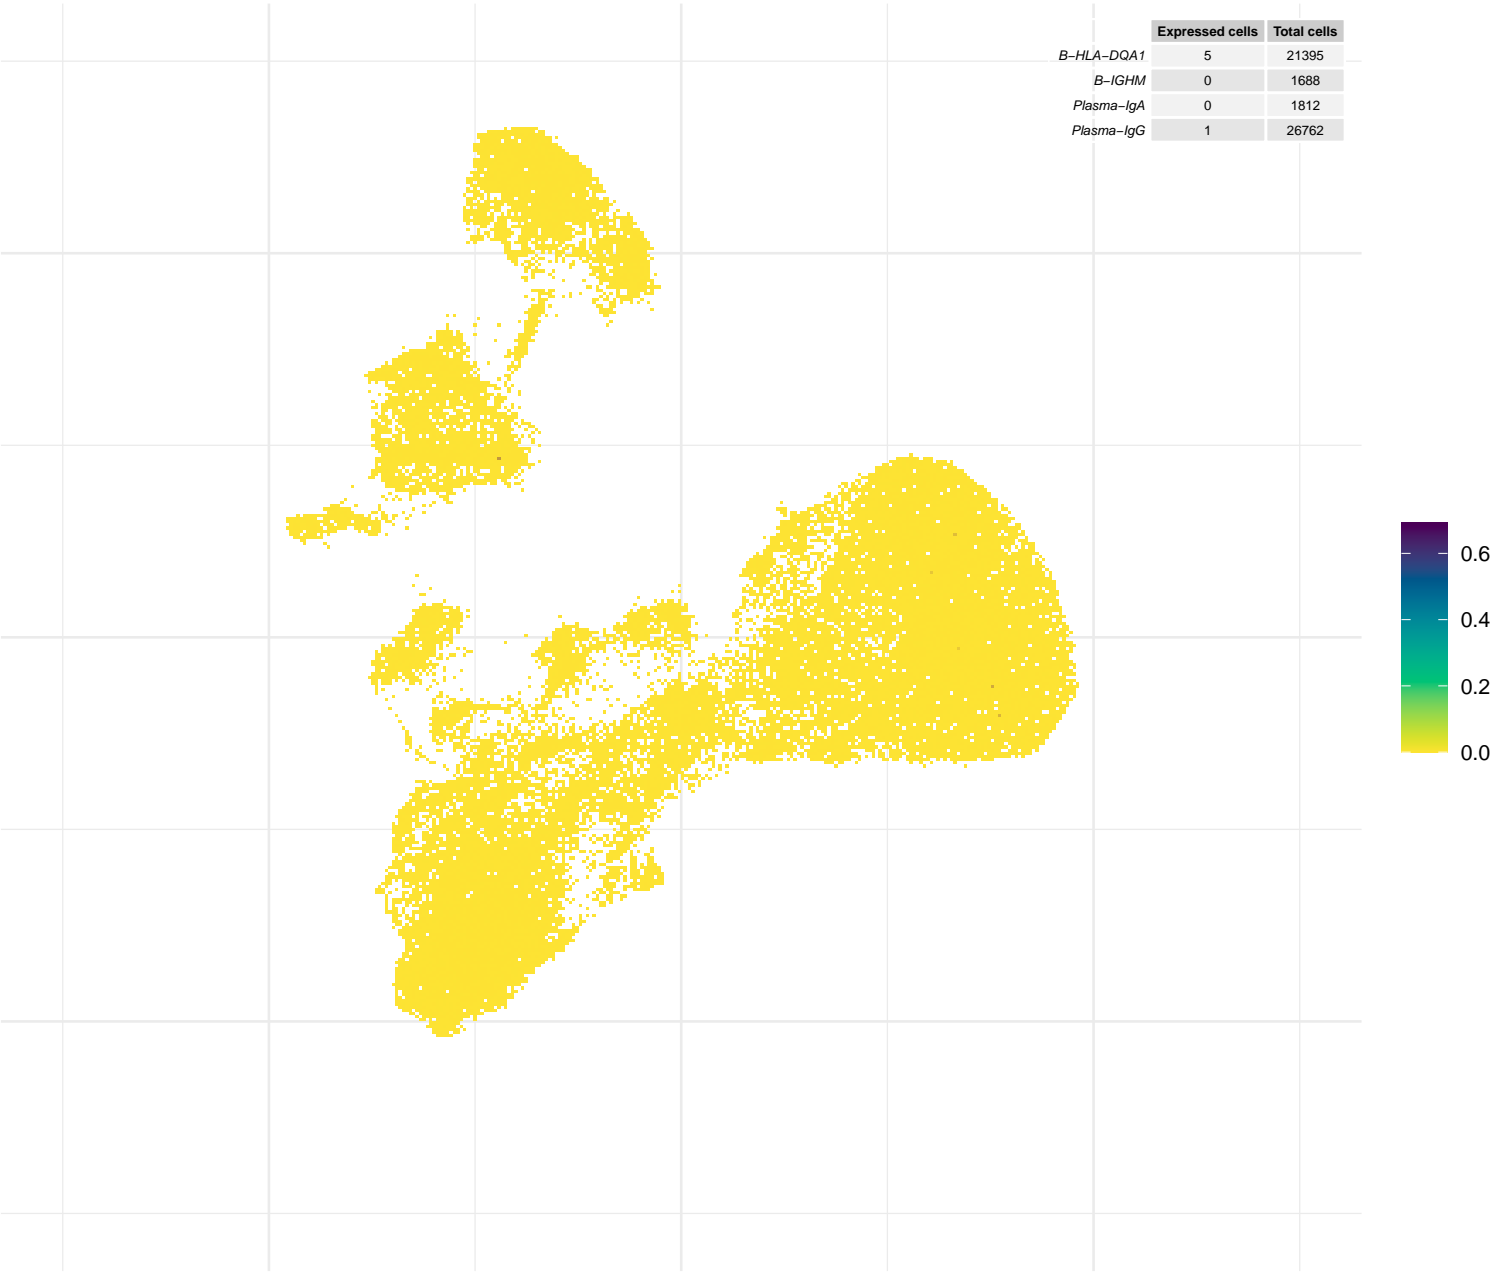 Expressed cells Total cells
B−HLA−DQA1 5 21395
B−IGHM 0 1688
Plasma−IgA 0 1812
Plasma−IgG 1 26762
0.6
0.4
0.2
0.0